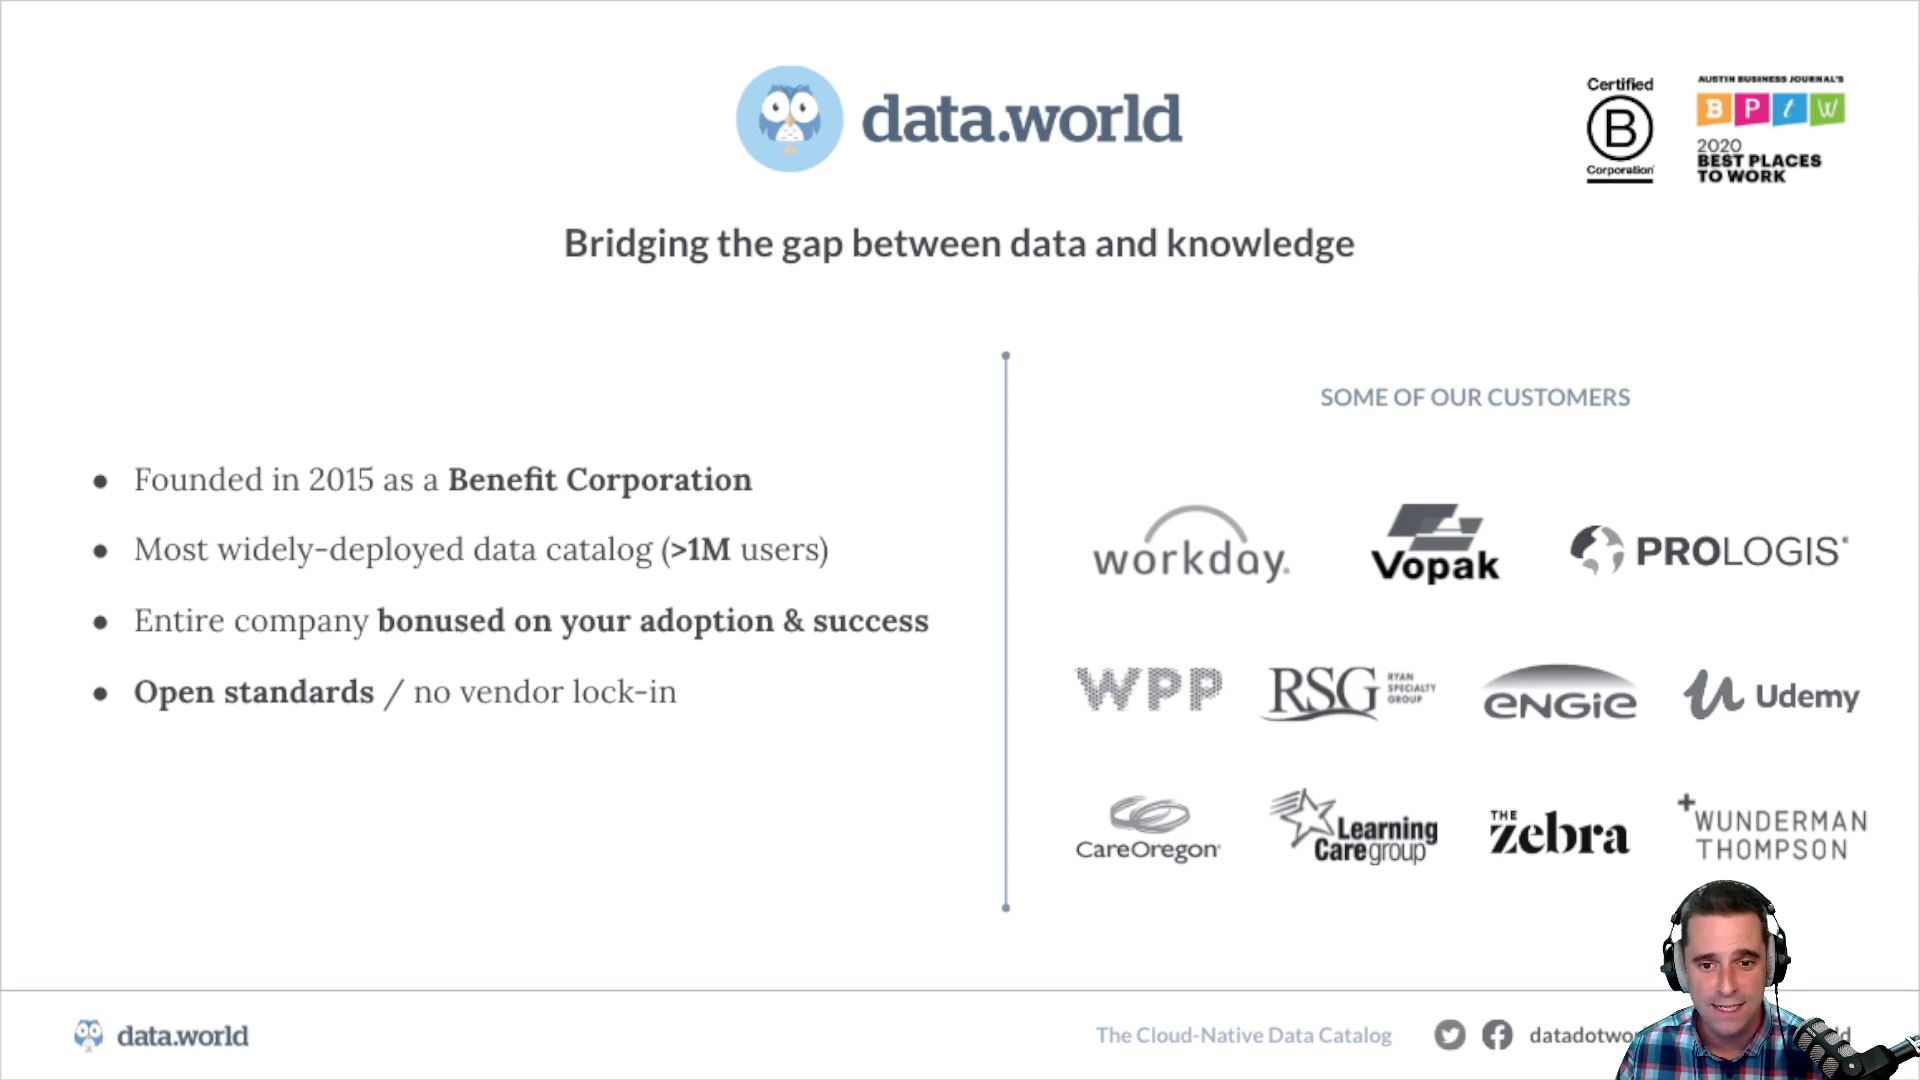 data.world
Certified
B
Corporation
AUSTIN BUSINESS JOURNAL'S
B P t W
2020
BEST PLACES
TO WORK
Bridging the gap between data and knowledge
● Founded in 2015 as a Benefit Corporation
● Most widely-deployed data catalog (>1M users)
● Entire company bonused on your adoption & success
● Open standards / no vendor lock-in
SOME OF OUR CUSTOMERS
workday.
Vopak
PROLOGIS
WPP
RSG
RYAN
SPECIALTY
GROUP
ENGIE
Udemy
CareOregon
Learning
Care group
THE
zebra
WUNDERMAN
THOMPSON
data.world
The Cloud-Native Data Catalog